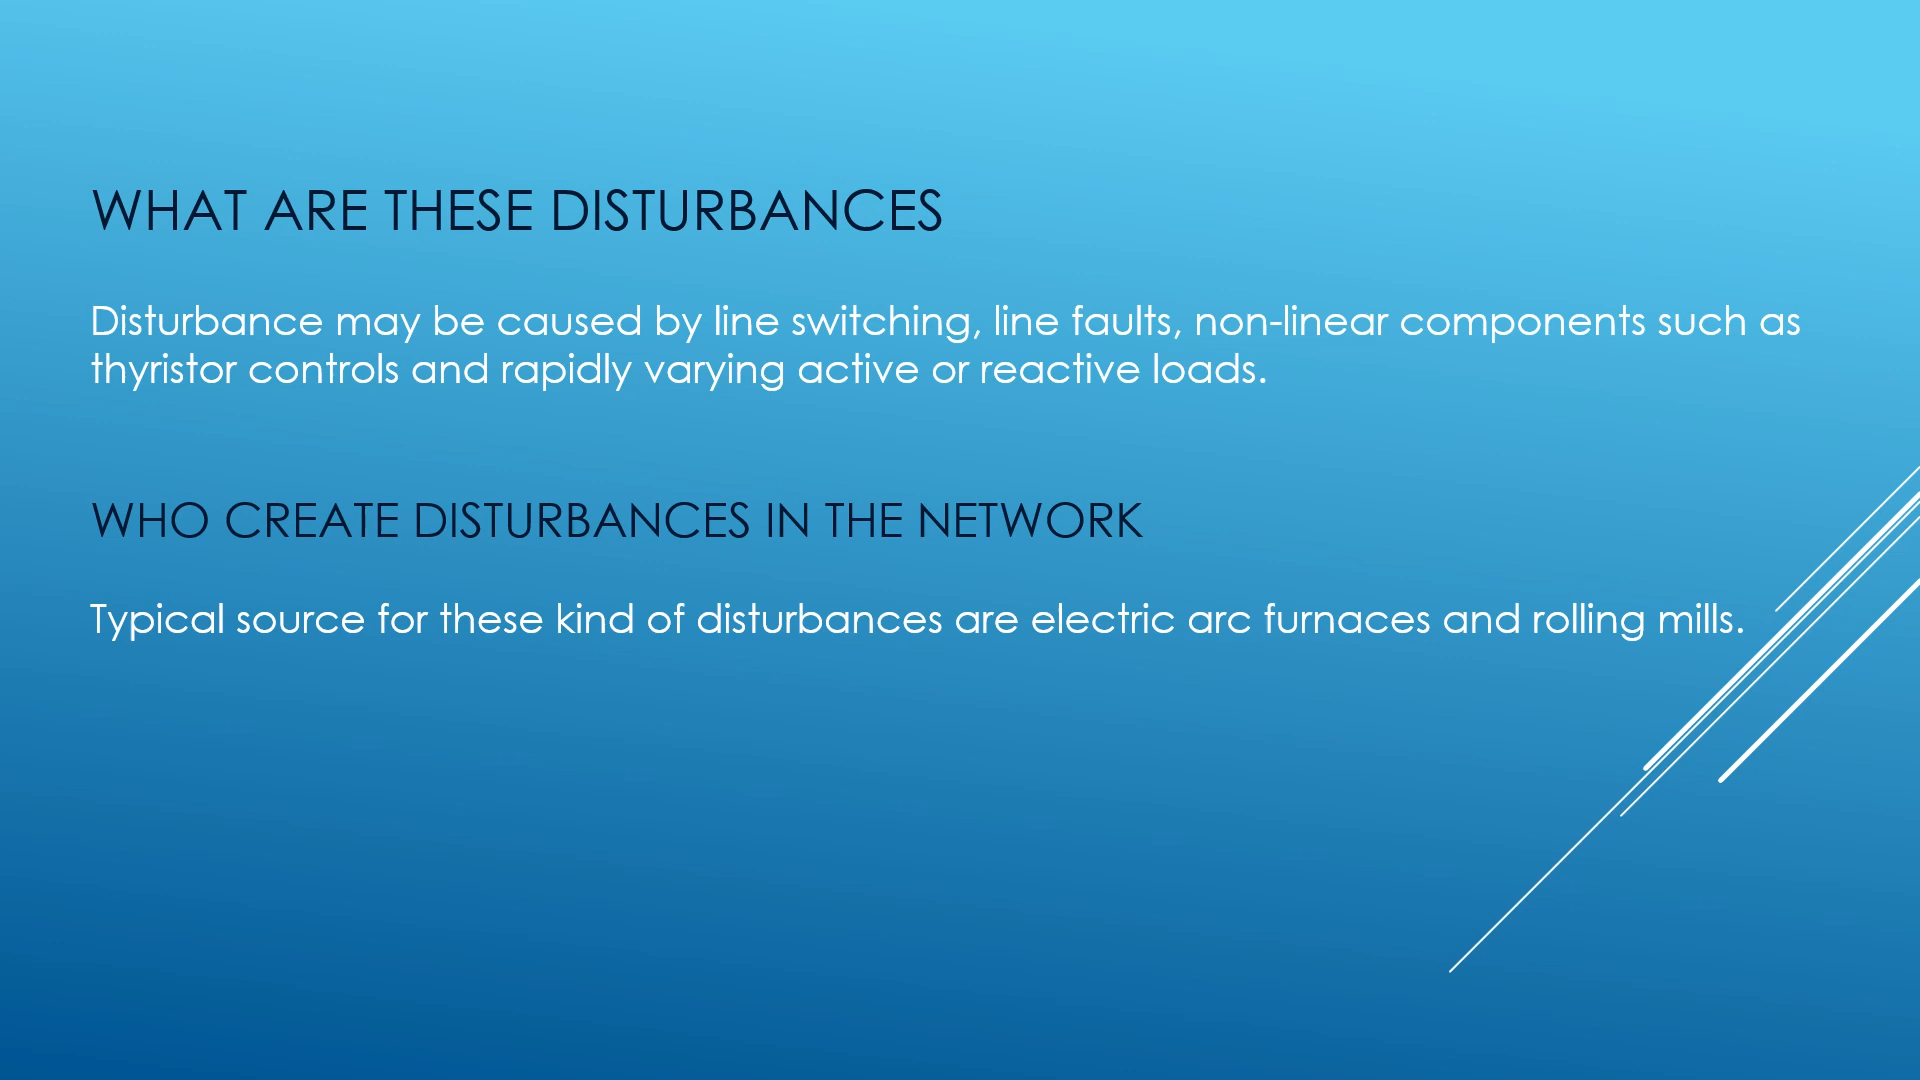 WHAT ARE THESE DISTURBANCES
Disturbance may be caused by line switching, line faults, non-linear components such as
thyristor controls and rapidly varying active or reactive loads.
WHO CREATE DISTURBANCES IN THE NETWORK
Typical source for these kind of disturbances are electric arc furnaces and rolling mills.